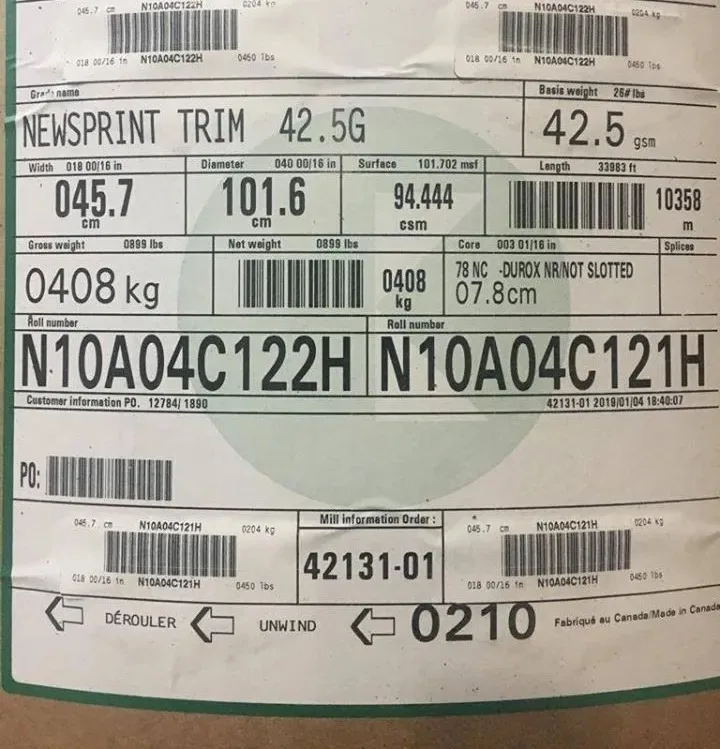 045.7 cm N10A04C122H 0204 kg
045.7 cm N10A04C122H 0204 kg
018 00/16 in N10A04C122H 0450 lbs
018 00/16 in N10A04C122H 0450 lbs
Grade name
Basis weight 26# lbs
NEWSPRINT TRIM 42.5G
42.5 gsm
Width 018 00/16 in
Diameter 040 00/16 in
Surface 101.702 msf
Length 33983 ft
045.7 cm
101.6 cm
94.444 csm
10358 m
Gross weight 0899 lbs
Net weight 0899 lbs
Core 003 01/16 in
Splices
0408 kg
0408 kg
78 NC -DUROX NR/NOT SLOTTED
07.8cm
Roll number
Roll number
N10A04C122H
N10A04C121H
Customer information PO. 12784/ 1890
42131-01 2019/01/04 18:40:07
PO:
045.7 cm N10A04C121H 0204 kg
Mill information Order :
045.7 cm N10A04C121H 0204 kg
42131-01
018 00/16 in N10A04C121H 0450 lbs
018 00/16 in N10A04C121H 0450 lbs
DÉROULER
UNWIND
0210
Fabriqué au Canada/Made in Canada